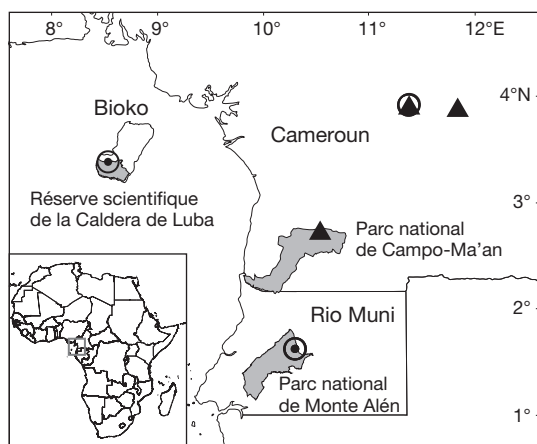 8° 9° 10° 11° 12°E
4°N
Bioko
Cameroun
Réserve scientifique
de la Caldera de Luba
3°
Parc national
de Campo-Ma'an
2°
Rio Muni
Parc national
de Monte Alén
1°